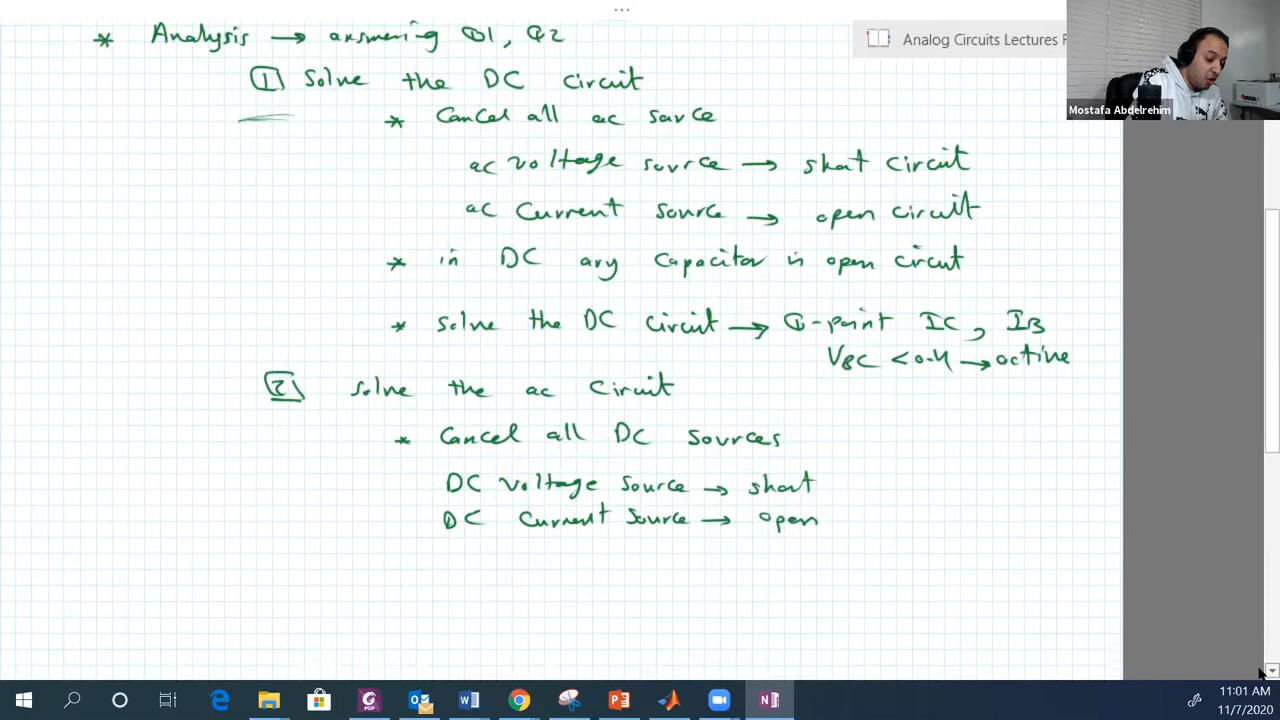 * Analysis → answering Q1, Q2
Analog Circuits Lectures F
Mostafa Abdelrehim
1 Solve the DC circuit
* Cancel all ac sorce
ac voltage source → short circuit
ac current source → open circuit
* in DC any capacitor is open circut
* solve the DC circuit → Q-point IC, IB
VBC < 0.4 → active
2 solve the ac circuit
* Cancel all DC sources
DC voltage source → short
DC current source → open
11:01 AM
11/7/2020